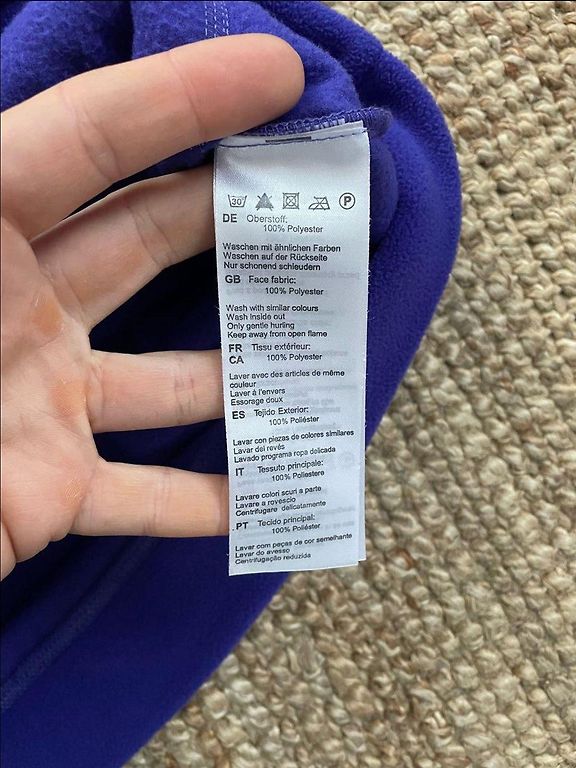 30
P
DE Oberstoff:
100% Polyester
Waschen mit ähnlichen Farben
Waschen auf der Rückseite
Nur schonend schleudern
GB Face fabric:
100% Polyester
Wash with similar colours
Wash inside out
Only gentle hurling
Keep away from open flame
FR Tissu extérieur:
CA 100% Polyester
Laver avec des articles de même
couleur
Laver à l'envers
Essorage doux
ES Tejido Exterior:
100% Poliéster
Lavar con piezas de colores similares
Lavar del revés
Lavado programa ropa delicada
IT Tessuto principale:
100% Poliestere
Lavare colori scuri a parte
Lavare a rovescio
Centrifugare delicatamente
PT Tecido principal:
100% Poliéster
Lavar com peças de cor semelhante
Lavar do avesso
Centrifugação reduzida